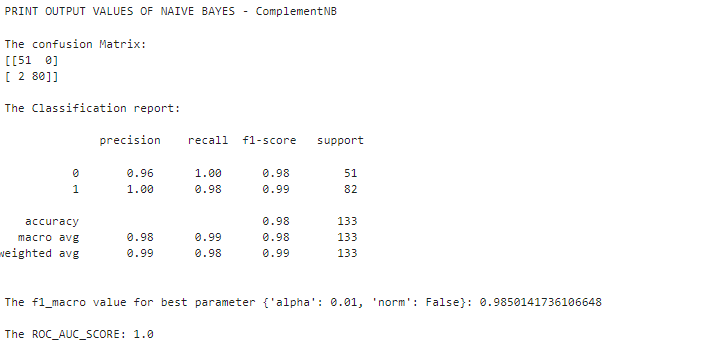 PRINT OUTPUT VALUES OF NAIVE BAYES - ComplementNB
The confusion Matrix:
[[51 0]
[ 2 80]]
The Classification report:
precision recall f1-score support
0 0.96 1.00 0.98 51
1 1.00 0.98 0.99 82
accuracy 0.98 133
macro avg 0.98 0.99 0.98 133
weighted avg 0.99 0.98 0.99 133
The f1_macro value for best parameter {'alpha': 0.01, 'norm': False}: 0.9850141736106648
The ROC_AUC_SCORE: 1.0